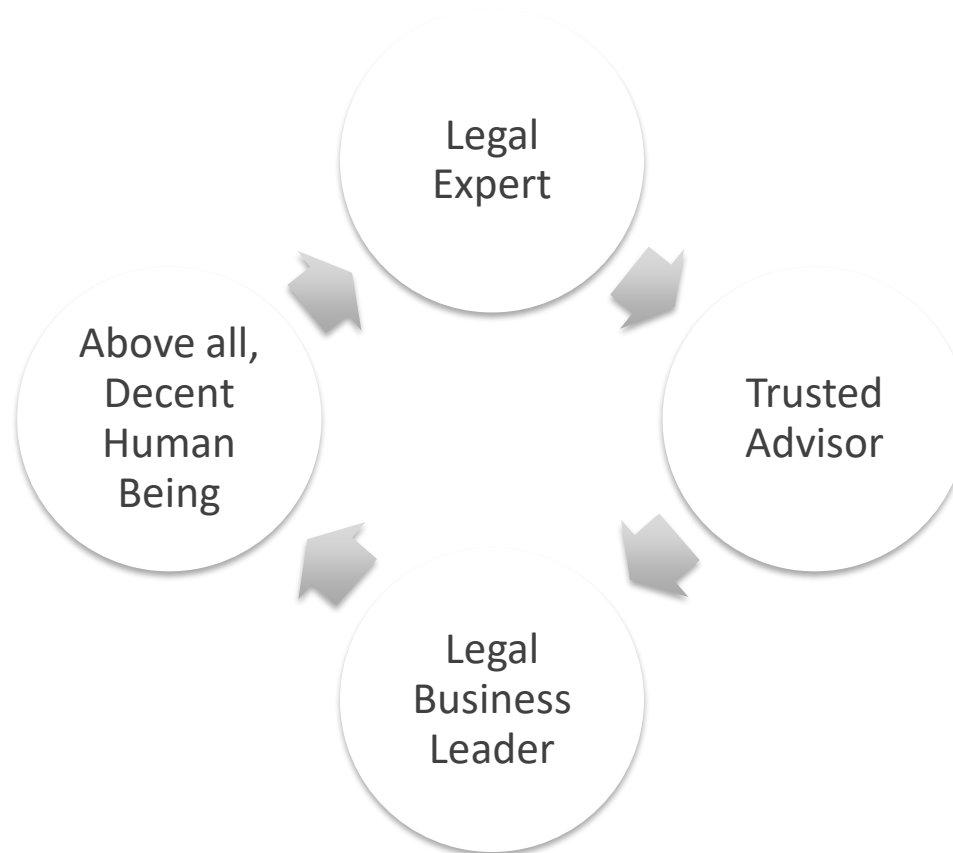 Legal
Expert
Trusted
Advisor
Legal
Business
Leader
Above all,
Decent
Human
Being